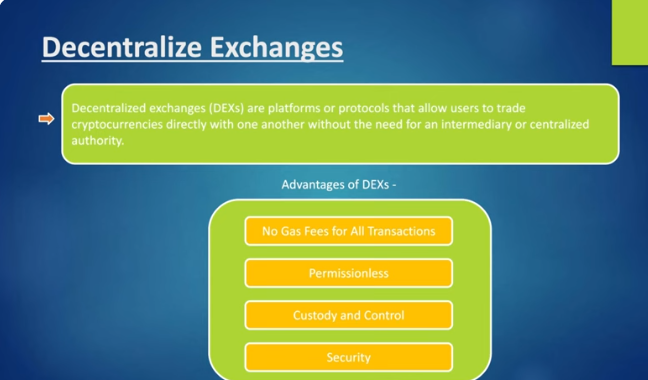 Decentralize Exchanges
Decentralized exchanges (DEXs) are platforms or protocols that allow users to trade
cryptocurrencies directly with one another without the need for an intermediary or centralized
authority.
Advantages of DEXs -
No Gas Fees for All Transactions
Permissionless
Custody and Control
Security